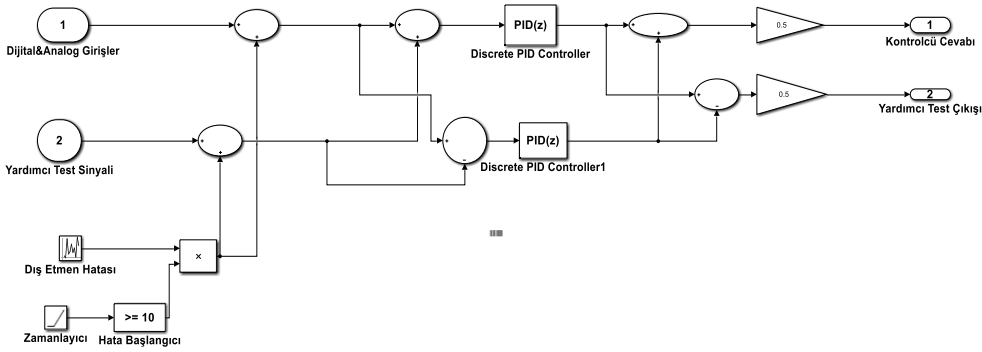 1
Dijital&Analog Girişler
PID(z)
Discrete PID Controller
0.5
1
Kontrolcü Cevabı
0.5
2
Yardımcı Test Çıkışı
2
Yardımcı Test Sinyali
PID(z)
Discrete PID Controller1
Dış Etmen Hatası
×
Zamanlayıcı
>= 10
Hata Başlangıcı